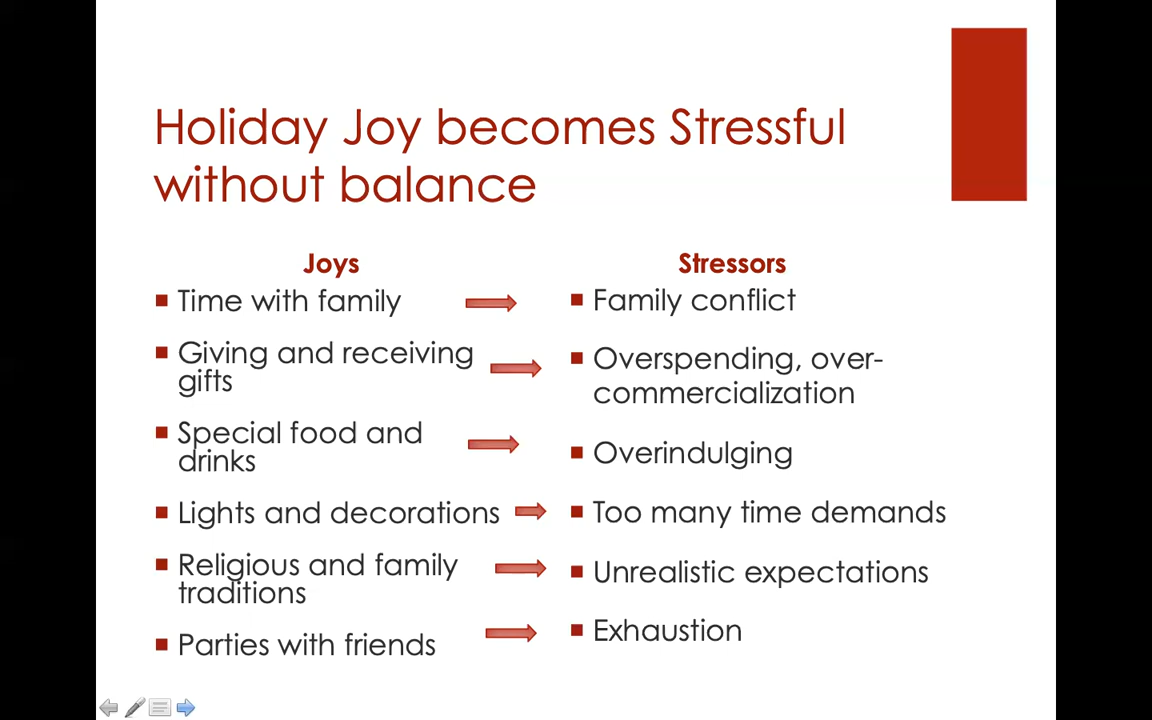 Holiday Joy becomes Stressful
without balance
Joys
Time with family
Giving and receiving
gifts
Special food and
drinks
Lights and decorations
Religious and family
traditions
Parties with friends
Stressors
Family conflict
Overspending, over-
commercialization
Overindulging
Too many time demands
Unrealistic expectations
Exhaustion